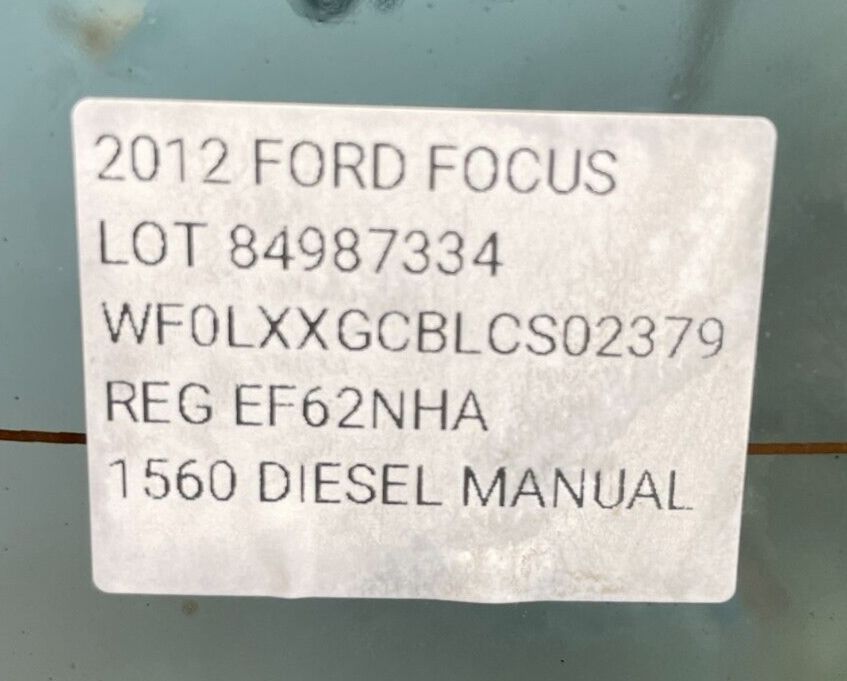 2012 FORD FOCUS
LOT 84987334
WF0LXXGCBLCS02379
REG EF62NHA
1560 DIESEL MANUAL